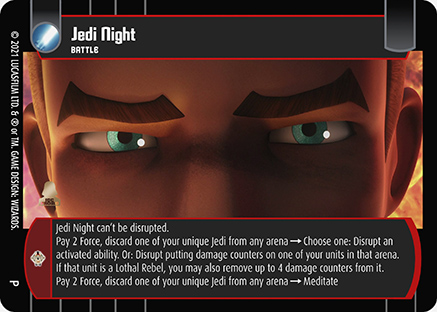 Jedi Night
BATTLE
© 2021 LUCASFILM LTD. & ® or TM. GAME DESIGN: WIZARDS.
Jedi Night can't be disrupted.
Pay 2 Force, discard one of your unique Jedi from any arena → Choose one: Disrupt an
activated ability. Or: Disrupt putting damage counters on one of your units in that arena.
If that unit is a Lothal Rebel, you may also remove up to 4 damage counters from it.
Pay 2 Force, discard one of your unique Jedi from any arena → Meditate
P